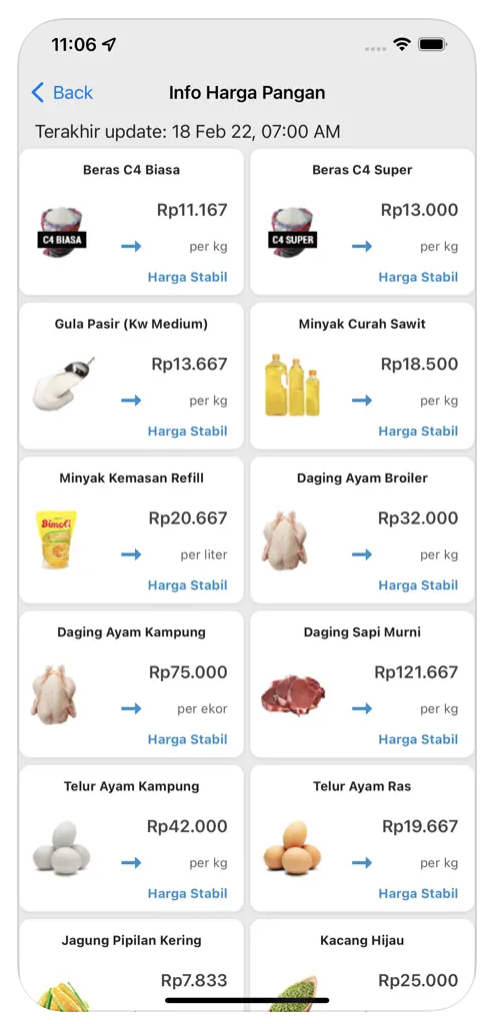 11:06
Back
Info Harga Pangan
Terakhir update: 18 Feb 22, 07:00 AM
Beras C4 Biasa
Rp11.167
C4 BIASA
per kg
Harga Stabil
Beras C4 Super
Rp13.000
C4 SUPER
per kg
Harga Stabil
Gula Pasir (Kw Medium)
Rp13.667
per kg
Harga Stabil
Minyak Curah Sawit
Rp18.500
per kg
Harga Stabil
Minyak Kemasan Refill
Rp20.667
Bimoli
per liter
Harga Stabil
Daging Ayam Broiler
Rp32.000
per kg
Harga Stabil
Daging Ayam Kampung
Rp75.000
per ekor
Harga Stabil
Daging Sapi Murni
Rp121.667
per kg
Harga Stabil
Telur Ayam Kampung
Rp42.000
per kg
Harga Stabil
Telur Ayam Ras
Rp19.667
per kg
Harga Stabil
Jagung Pipilan Kering
Rp7.833
Kacang Hijau
Rp25.000